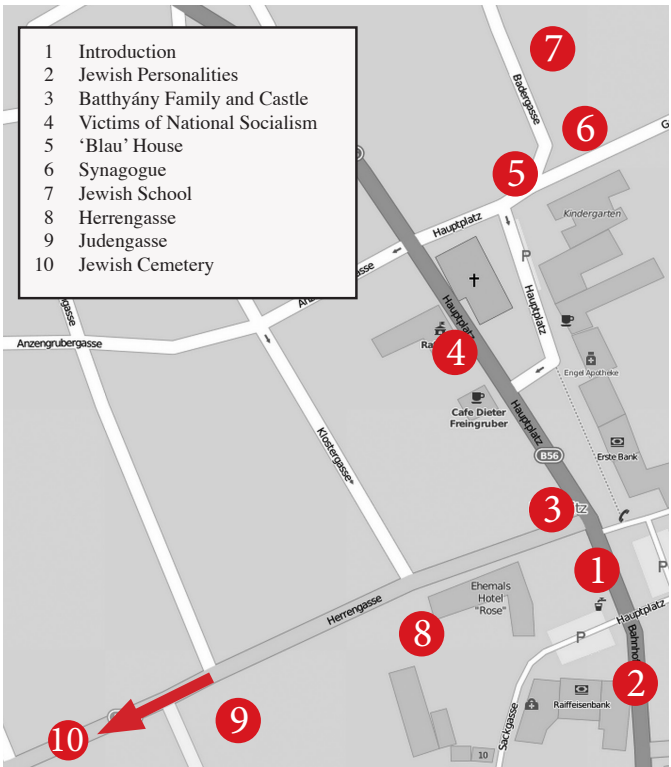 1 Introduction
2 Jewish Personalities
3 Batthyány Family and Castle
4 Victims of National Socialism
5 ‘Blau’ House
6 Synagogue
7 Jewish School
8 Herrengasse
9 Judengasse
10 Jewish Cemetery
7
Badergasse
6
G
5
Kindergarten
Hauptplatz
P
Hauptplatz
Hauptplatz
4
Engel Apotheke
Anzengrubergasse
Cafe Dieter
Freingruber
Hauptplatz
Klostergasse
B56
Erste Bank
3
tz
1
P
Ehemals
Hotel
"Rose"
Herrengasse
Hauptplatz
8
P
Bahnhof
2
Raiffeisenbank
9
Sackgasse
10
10